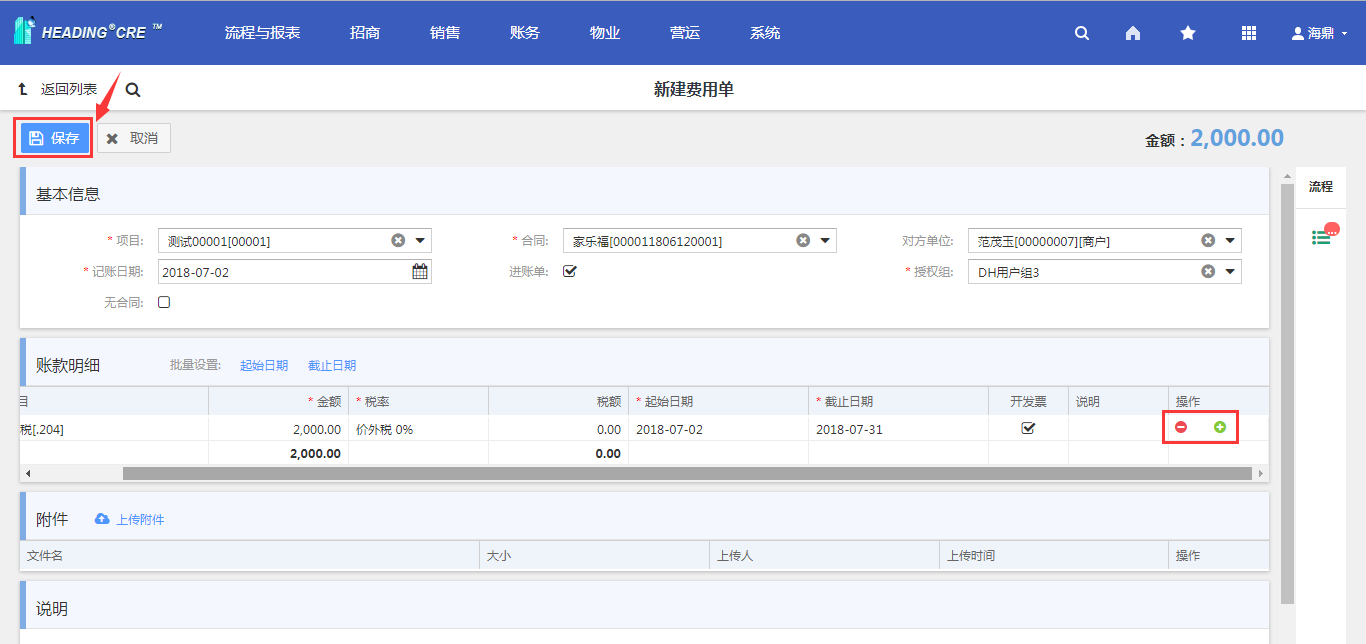 HEADING®CRE ™ 流程与报表 招商 销售 账务 物业 营运 系统 海鼎
返回列表 新建费用单
保存 取消 金额：2,000.00
流程
基本信息
* 项目: 测试00001[00001] * 合同: 家乐福[000011806120001] 对方单位: 范茂玉[00000007][商户]
* 记账日期: 2018-07-02 进账单: * 授权组: DH用户组3
无合同:
账款明细 批量设置: 起始日期 截止日期
目 * 金额 * 税率 税额 * 起始日期 * 截止日期 开发票 说明 操作
税[.204] 2,000.00 价外税 0% 0.00 2018-07-02 2018-07-31
2,000.00 0.00
附件 上传附件
文件名 大小 上传人 上传时间 操作
说明